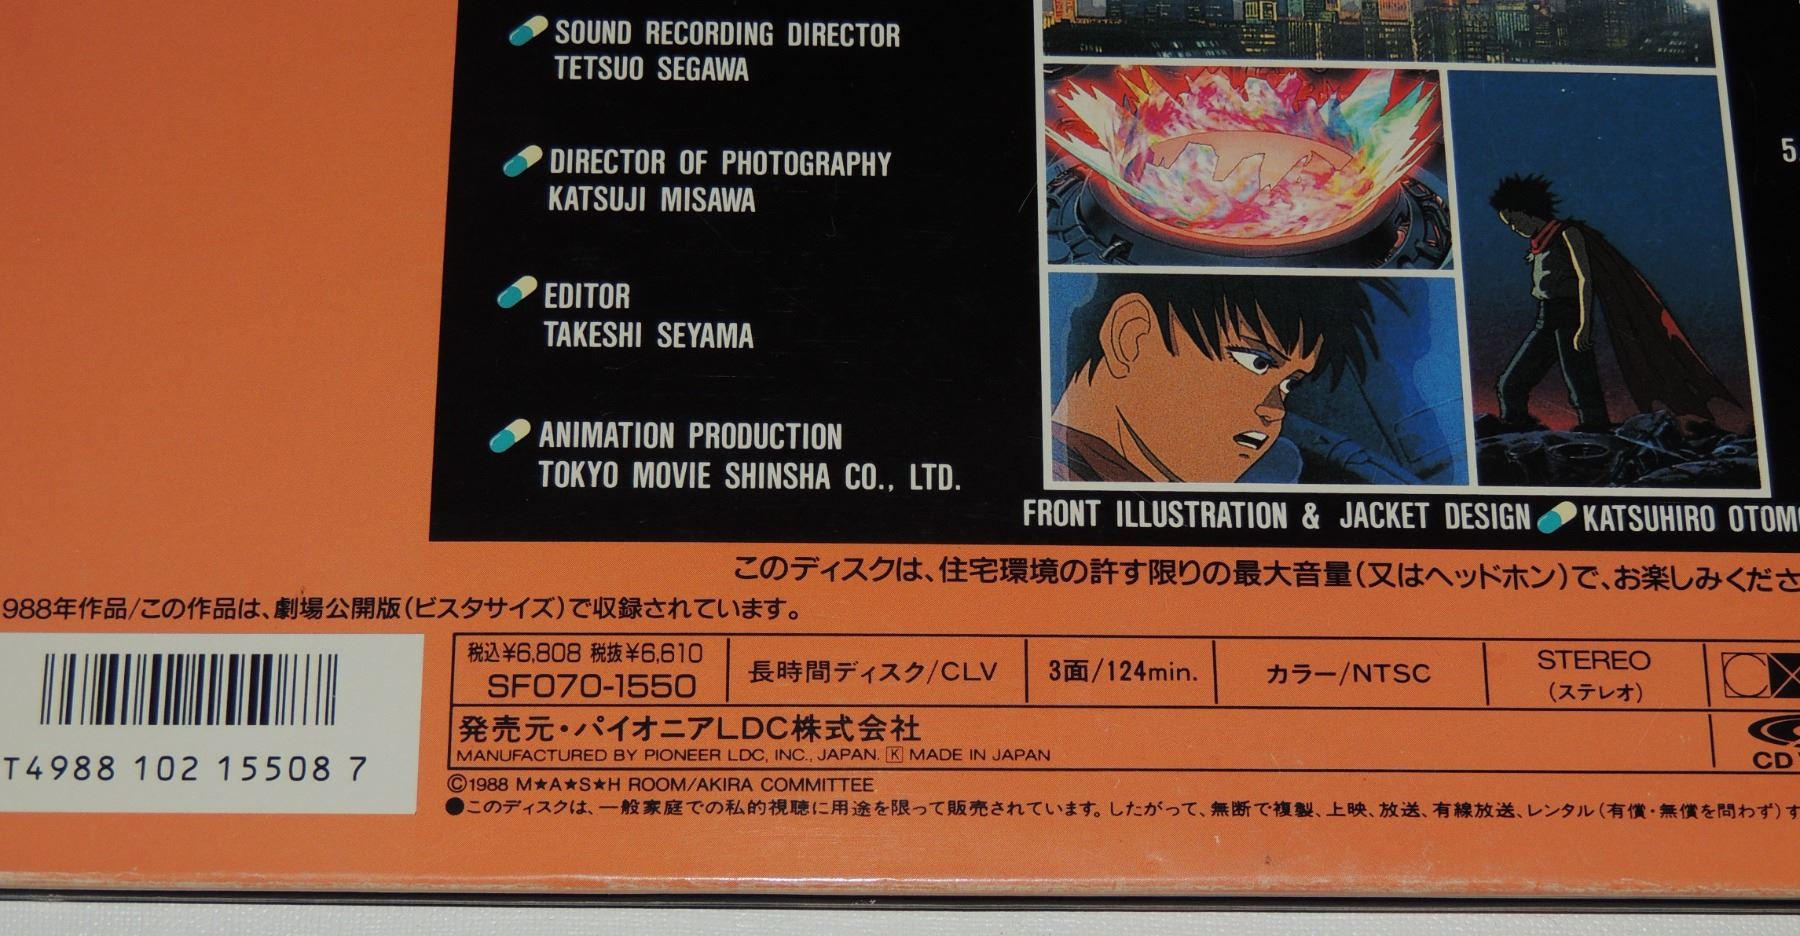 SOUND RECORDING DIRECTOR
TETSUO SEGAWA
DIRECTOR OF PHOTOGRAPHY
KATSUJI MISAWA
EDITOR
TAKESHI SEYAMA
ANIMATION PRODUCTION
TOKYO MOVIE SHINSHA CO., LTD.
5.
FRONT ILLUSTRATION & JACKET DESIGN KATSUHIRO OTOMO
このディスクは、住宅環境の許す限りの最大音量(又はヘッドホン)で、お楽しみくださ
988年作品/この作品は、劇場公開版(ビスタサイズ)で収録されています。
税込¥6,808 税抜¥6,610
SF070-1550
長時間ディスク/CLV
3面/124min.
カラー/NTSC
STEREO
(ステレオ)
CX
発売元・パイオニアLDC株式会社
MANUFACTURED BY PIONEER LDC, INC., JAPAN. K MADE IN JAPAN
CD
T4988 102 15508 7
©1988 M★A★S★H ROOM/AKIRA COMMITTEE
●このディスクは、一般家庭での私的視聴に用途を限って販売されています。したがって、無断で複製、上映、放送、有線放送、レンタル(有償・無償を問わず)す